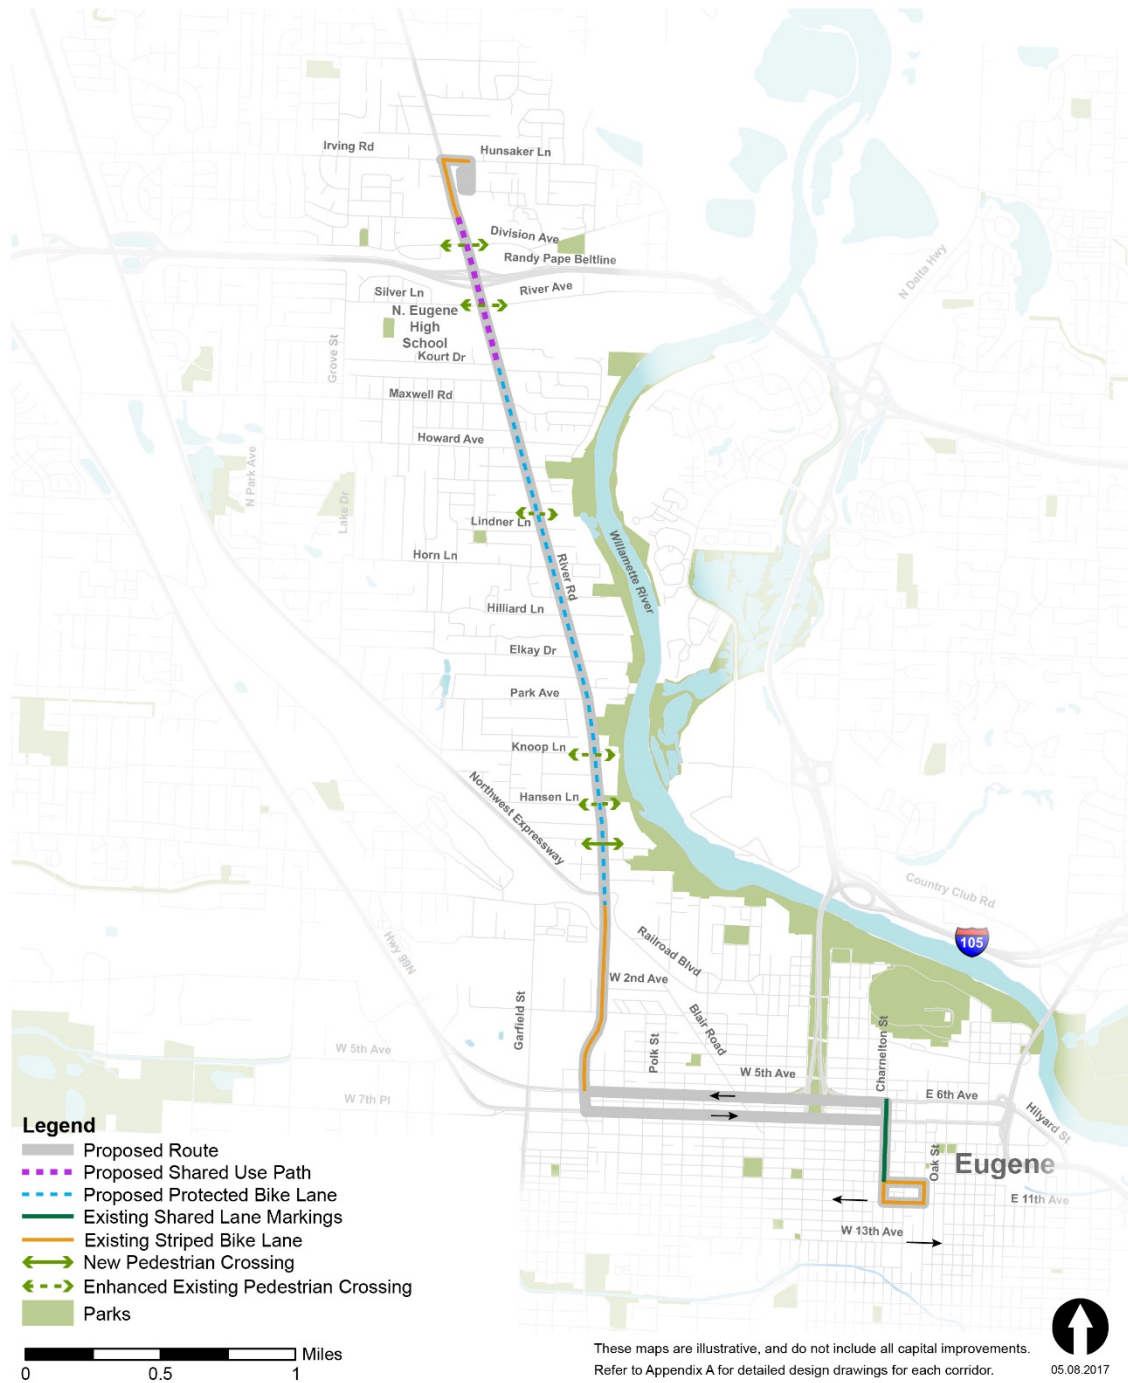 Irving Rd
Hunsaker Ln
Division Ave
Randy Pape Beltline
N Delta Hwy
Silver Ln
River Ave
N. Eugene
High
School
Grove St
Kourt Dr
Maxwell Rd
Howard Ave
N Park Ave
Lake Dr
Lindner Ln
Horn Ln
River Rd
Willamette River
Hilliard Ln
Elkay Dr
Park Ave
Knoop Ln
Northwest Expressway
Hansen Ln
Country Club Rd
105
Hwy 99N
Railroad Blvd
W 2nd Ave
Garfield St
Blair Road
Polk St
Charnelton St
W 5th Ave
W 5th Ave
W 7th Pl
E 6th Ave
Hilyard St
Oak St
Eugene
E 11th Ave
W 13th Ave
Legend
Proposed Route
Proposed Shared Use Path
Proposed Protected Bike Lane
Existing Shared Lane Markings
Existing Striped Bike Lane
New Pedestrian Crossing
Enhanced Existing Pedestrian Crossing
Parks
Miles
0 0.5 1
These maps are illustrative, and do not include all capital improvements.
Refer to Appendix A for detailed design drawings for each corridor.
05.08.2017